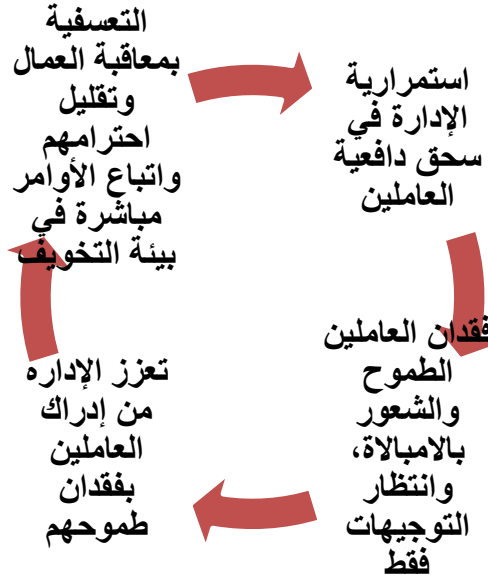 التعسفية
بمعاقبة العمال
وتقليل
احترامهم
واتباع الأوامر
مباشرة في
بيئة التخويف
استمرارية
الإدارة في
سحق دافعية
العاملين
فقدان العاملين
الطموح
والشعور
بالامبالاة،
وانتظار
التوجيهات
فقط
تعزز الإداره
من إدراك
العاملين
بفقدان
طموحهم